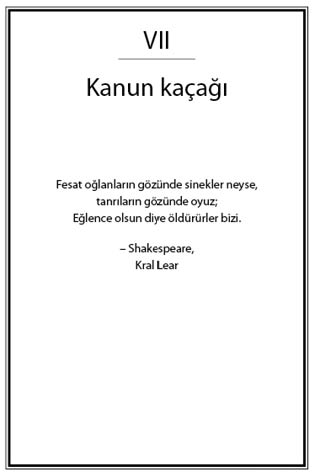 VII
Kanun kaçağı
Fesat oğlanların gözünde sinekler neyse,
tanrıların gözünde oyuz;
Eğlence olsun diye öldürürler bizi.
– Shakespeare,
Kral Lear